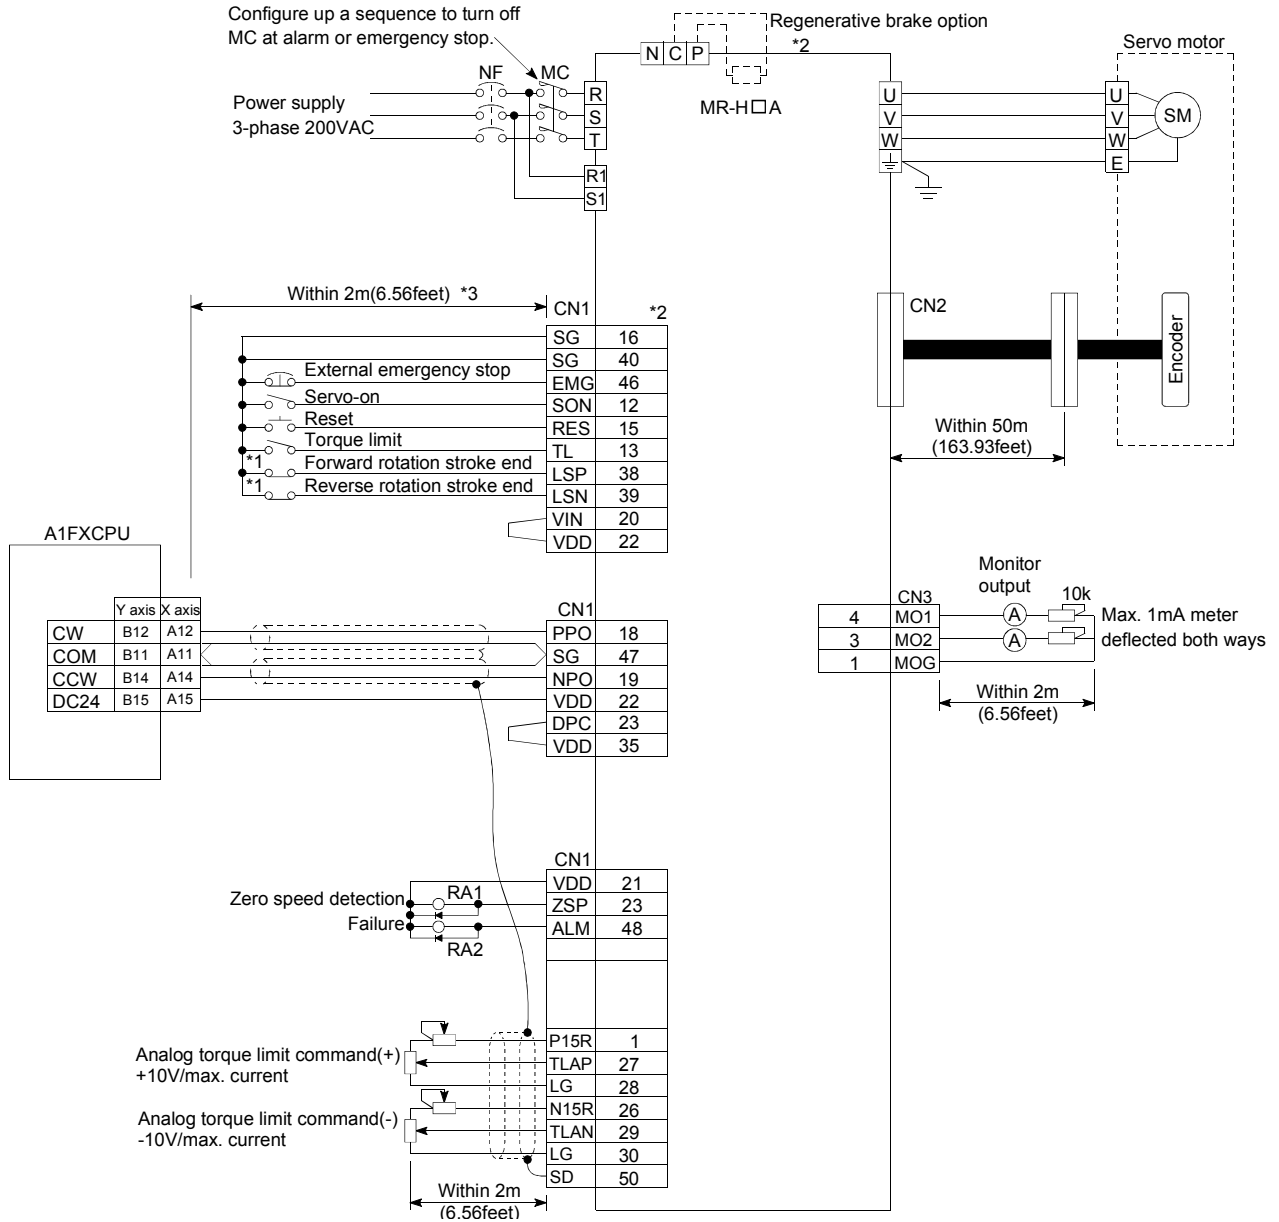 Configure up a sequence to turn off
MC at alarm or emergency stop.
Regenerative brake option
*2
N C P
MR-H□A
Servo motor
NF
MC
Power supply
3-phase 200VAC
R
S
T
R1
S1
U
V
W
U
V
W
E
SM
Within 2m(6.56feet) *3
CN1
*2
SG 16
SG 40
External emergency stop EMG 46
Servo-on SON 12
Reset RES 15
Torque limit TL 13
*1 Forward rotation stroke end LSP 38
*1 Reverse rotation stroke end LSN 39
VIN 20
VDD 22
CN2
Encoder
Within 50m
(163.93feet)
A1FXCPU
Y axis X axis
CW B12 A12
COM B11 A11
CCW B14 A14
DC24 B15 A15
CN1
PPO 18
SG 47
NPO 19
VDD 22
DPC 23
VDD 35
Monitor
output
10k
CN3
4 MO1
3 MO2
1 MOG
A
A
Max. 1mA meter
deflected both ways
Within 2m
(6.56feet)
CN1
VDD 21
Zero speed detection RA1 ZSP 23
Failure ALM 48
RA2
P15R 1
Analog torque limit command(+)
+10V/max. current
TLAP 27
LG 28
N15R 26
Analog torque limit command(-)
-10V/max. current
TLAN 29
LG 30
SD 50
Within 2m
(6.56feet)